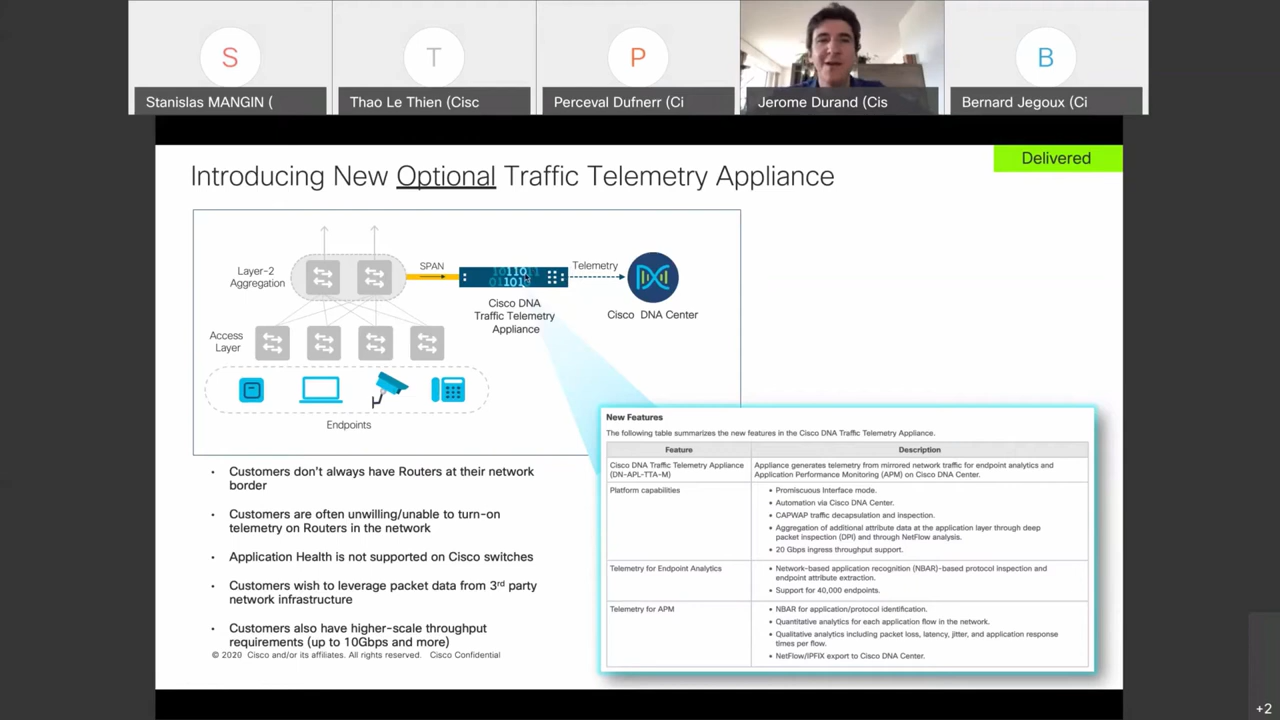 S
T
P
B
Stanislas MANGIN (
Thao Le Thien (Cisc
Perceval Dufnerr (Ci
Jerome Durand (Cis
Bernard Jegoux (Ci
Delivered
Introducing New Optional Traffic Telemetry Appliance
Layer-2
Aggregation
SPAN
Telemetry
Cisco DNA
Traffic Telemetry
Appliance
Cisco DNA Center
Access
Layer
Endpoints
• Customers don't always have Routers at their network
border
• Customers are often unwilling/unable to turn-on
telemetry on Routers in the network
• Application Health is not supported on Cisco switches
• Customers wish to leverage packet data from 3rd party
network infrastructure
• Customers also have higher-scale throughput
requirements (up to 10Gbps and more)
© 2020 Cisco and/or its affiliates. All rights reserved. Cisco Confidential
New Features
The following table summarizes the new features in the Cisco DNA Traffic Telemetry Appliance.
Feature
Description
Cisco DNA Traffic Telemetry Appliance
(DN-APL-TTA-M)
Appliance generates telemetry from mirrored network traffic for endpoint analytics and
Application Performance Monitoring (APM) on Cisco DNA Center.
Platform capabilities
• Promiscuous Interface mode.
• Automation via Cisco DNA Center.
• CAPWAP traffic decapsulation and inspection.
• Aggregation of additional attribute data at the application layer through deep
packet inspection (DPI) and through NetFlow analysis.
• 20 Gbps ingress throughput support.
Telemetry for Endpoint Analytics
• Network-based application recognition (NBAR)-based protocol inspection and
endpoint attribute extraction.
• Support for 40,000 endpoints.
Telemetry for APM
• NBAR for application/protocol identification.
• Quantitative analytics for each application flow in the network.
• Qualitative analytics including packet loss, latency, jitter, and application response
times per flow.
• NetFlow/IPFIX export to Cisco DNA Center.
+2